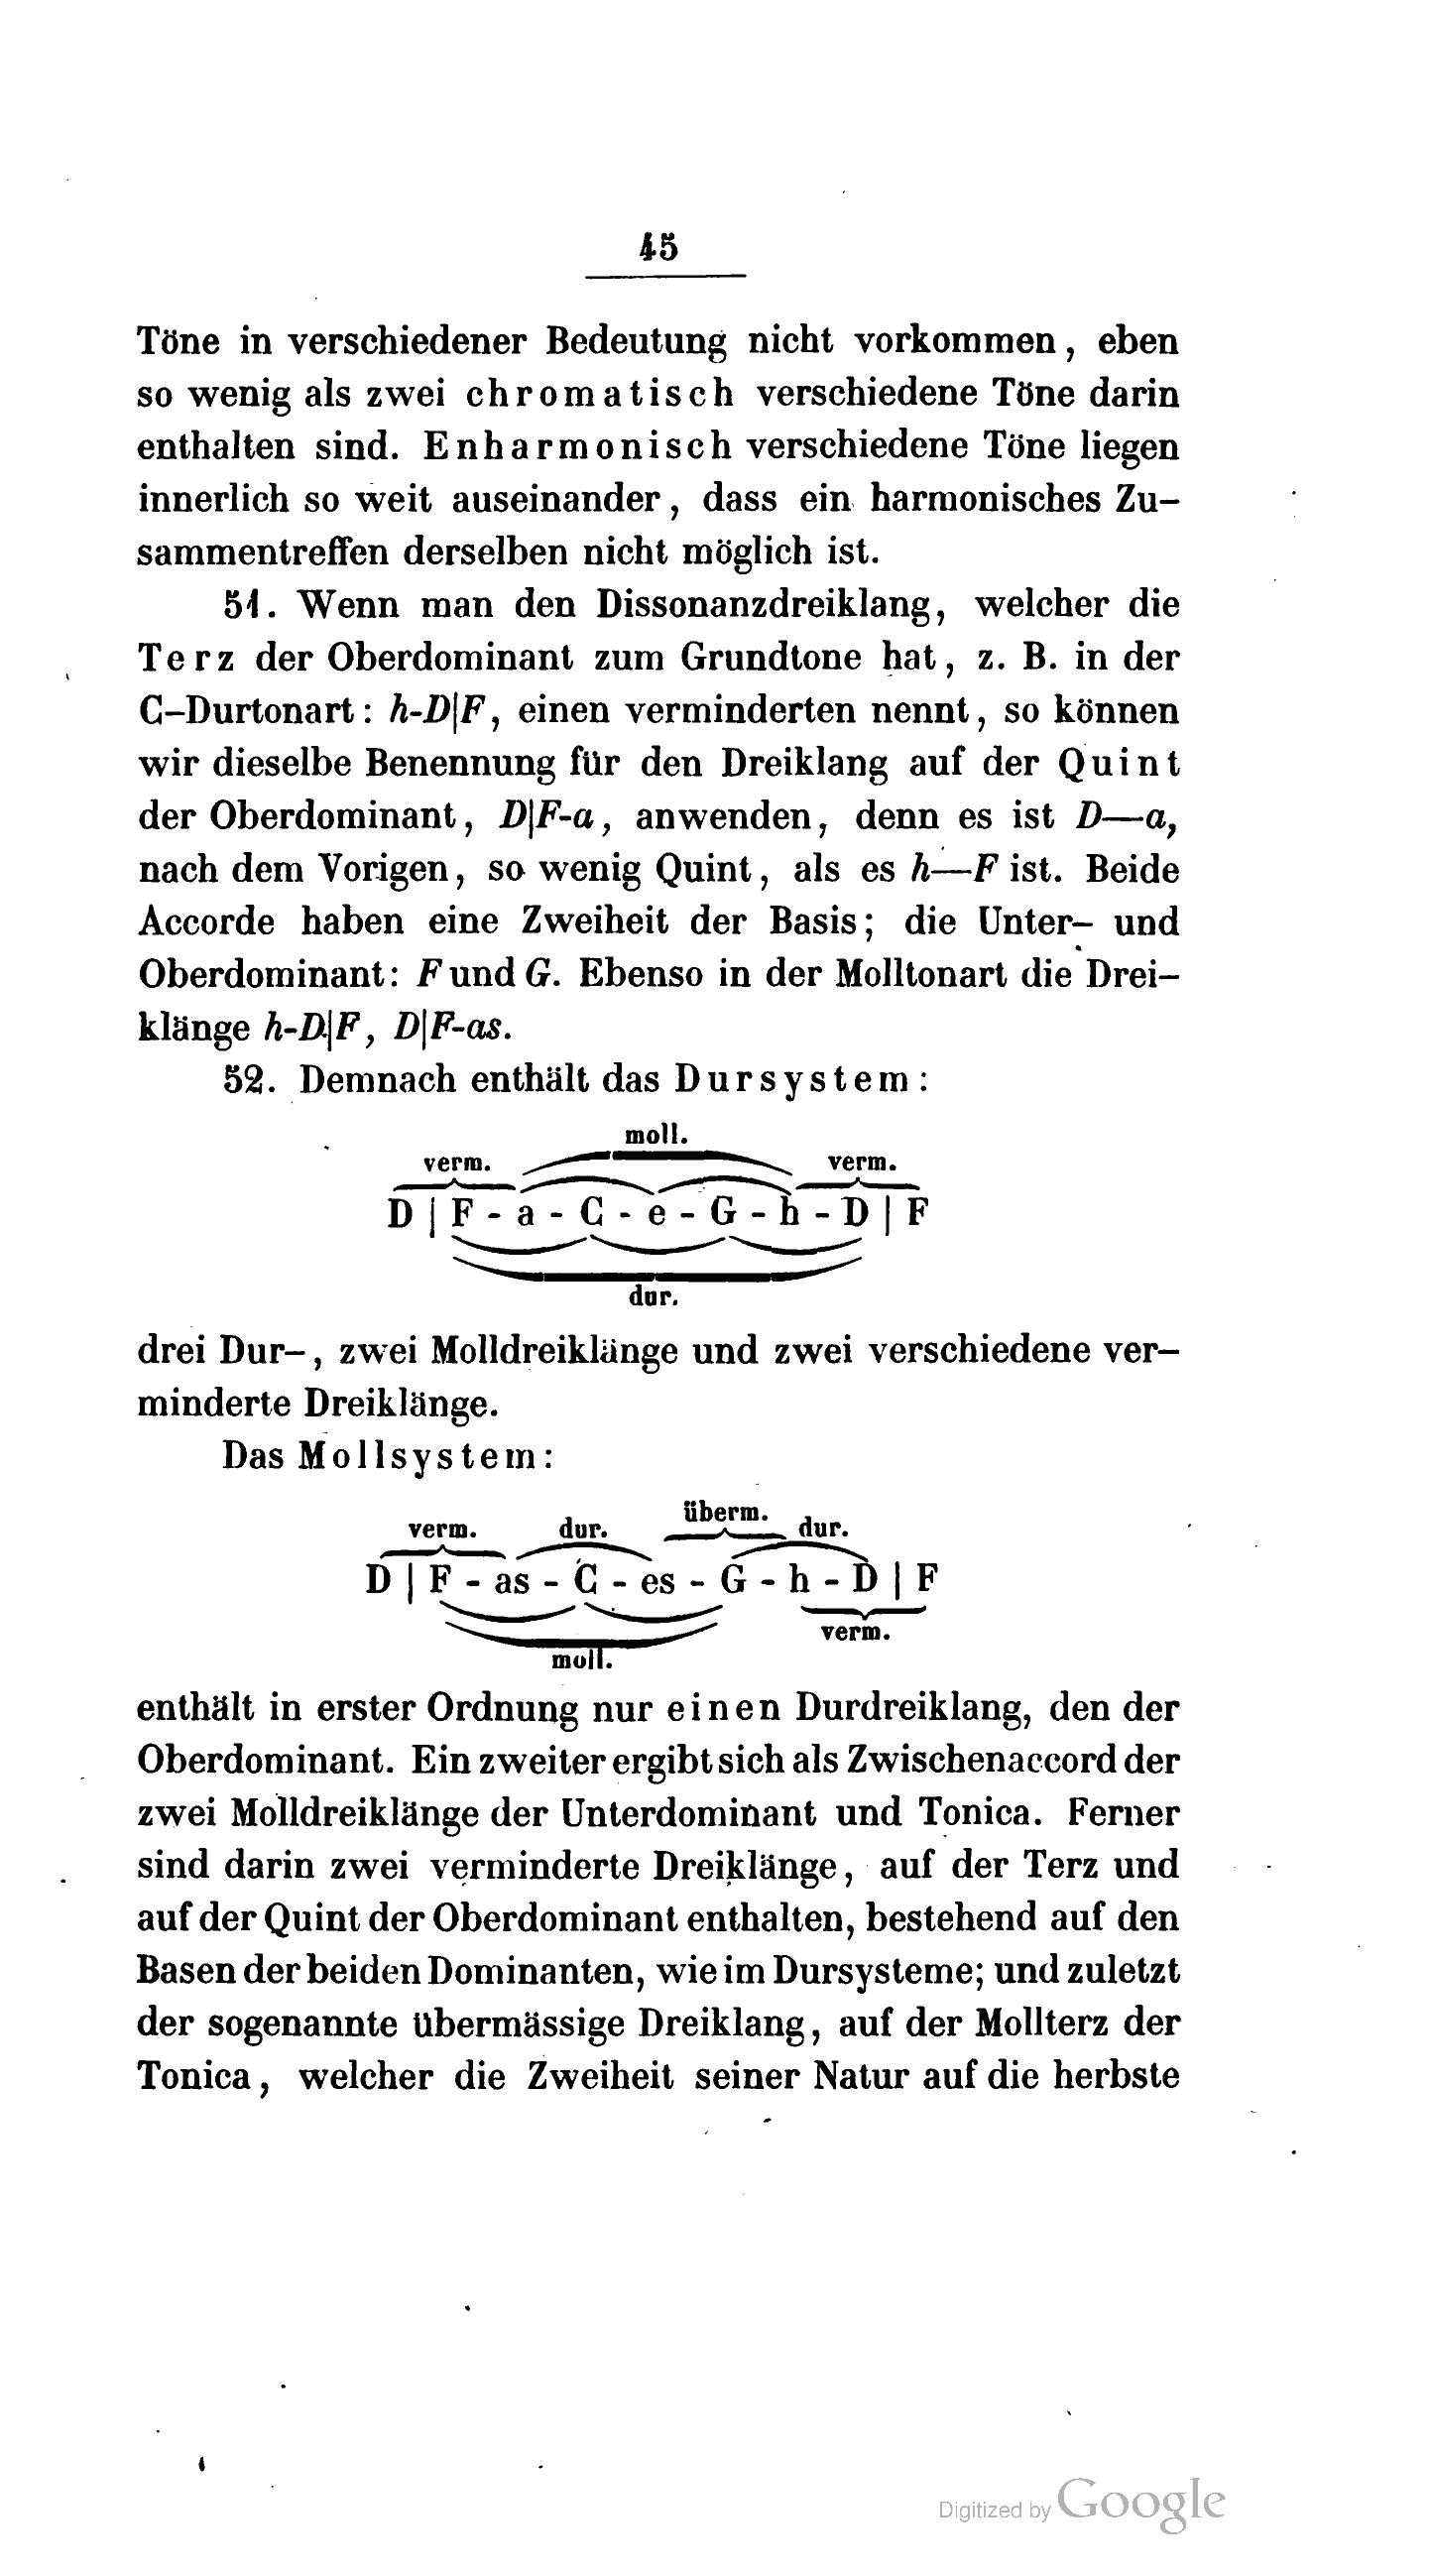 45
Töne in verschiedener Bedeutung nicht vorkommen, eben
so wenig als zwei chromatisch verschiedene Töne darin
enthalten sind. Enharmonisch verschiedene Töne liegen
innerlich so weit auseinander, dass ein harmonisches Zu-
sammentreffen derselben nicht möglich ist.
51. Wenn man den Dissonanzdreiklang, welcher die
Terz der Oberdominant zum Grundtone hat, z. B. in der
C-Durtonart: h-D|F, einen verminderten nennt, so können
wir dieselbe Benennung für den Dreiklang auf der Quint
der Oberdominant, D|F-a, anwenden, denn es ist D—a,
nach dem Vorigen, so wenig Quint, als es h—F ist. Beide
Accorde haben eine Zweiheit der Basis; die Unter- und
Oberdominant: F und G. Ebenso in der Molltonart die Drei-
klänge h-D|F, D|F-as.
52. Demnach enthält das Dursystem:
moll.
verm. verm.
D | F - a - C - e - G - h - D | F
dur.
drei Dur-, zwei Molldreiklänge und zwei verschiedene ver-
minderte Dreiklänge.
Das Mollsystem:
verm. dur. überm. dur.
D | F - as - C - es - G - h - D | F
verm.
moll.
enthält in erster Ordnung nur einen Durdreiklang, den der
Oberdominant. Ein zweiter ergibt sich als Zwischenaccord der
zwei Molldreiklänge der Unterdominant und Tonica. Ferner
sind darin zwei verminderte Dreiklänge, auf der Terz und
auf der Quint der Oberdominant enthalten, bestehend auf den
Basen der beiden Dominanten, wie im Dursysteme; und zuletzt
der sogenannte übermässige Dreiklang, auf der Mollterz der
Tonica, welcher die Zweiheit seiner Natur auf die herbste
Digitized by Google